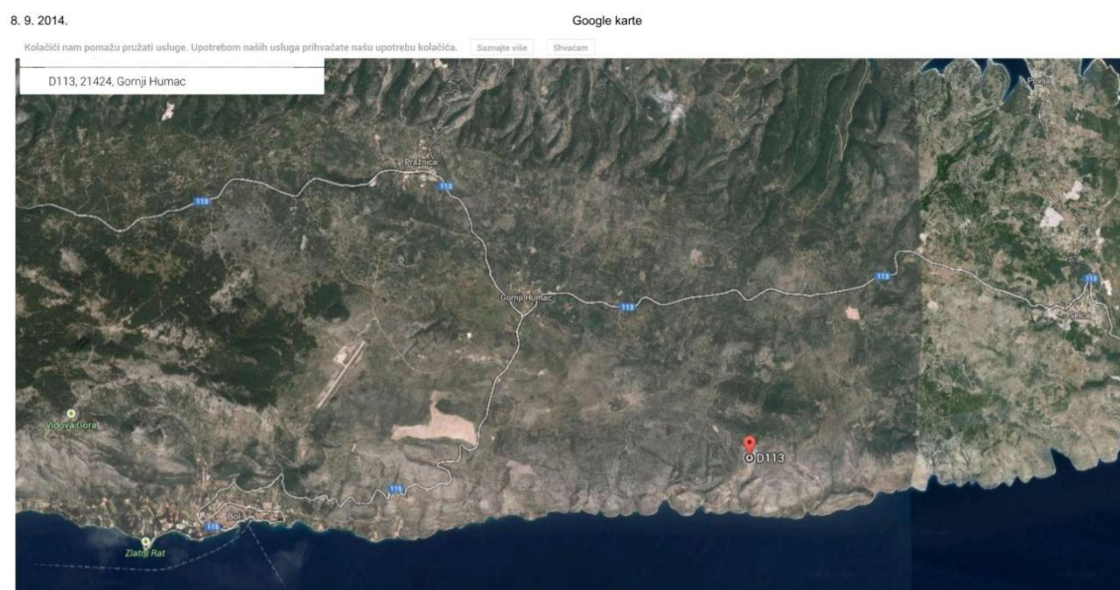 8. 9. 2014.
Google karte
Kolačići nam pomažu pružati usluge. Upotrebom naših usluga prihvaćate našu upotrebu kolačića.
Saznajte više
Shvaćam
D113, 21424, Gornji Humac
Povlja
Pražnica
113
113
113
113
Gornji Humac
113
Selca
Vidova Gora
D113
115
Bol
115
Zlatni Rat